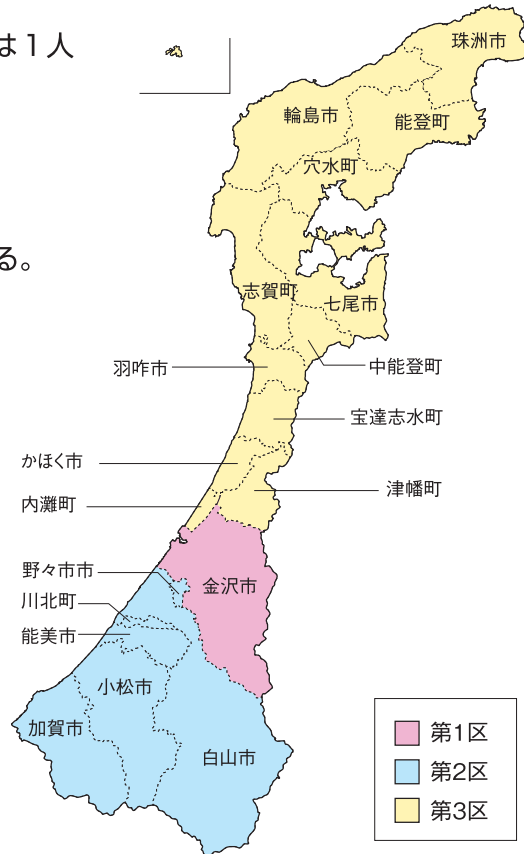 は1人
る。
珠洲市
輪島市
能登町
穴水町
志賀町
七尾市
羽咋市
中能登町
宝達志水町
かほく市
津幡町
内灘町
野々市市
金沢市
川北町
能美市
小松市
加賀市
白山市
第1区
第2区
第3区